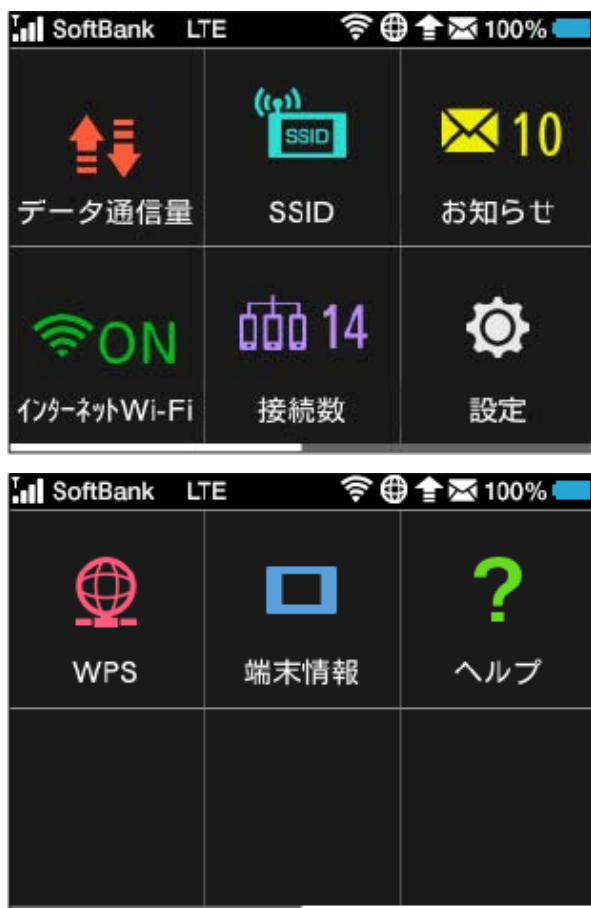 SoftBank LTE 100%
SSID
10
データ通信量 SSID お知らせ
ON 14
インターネットWi-Fi 接続数 設定
SoftBank LTE 100%
?
WPS 端末情報 ヘルプ